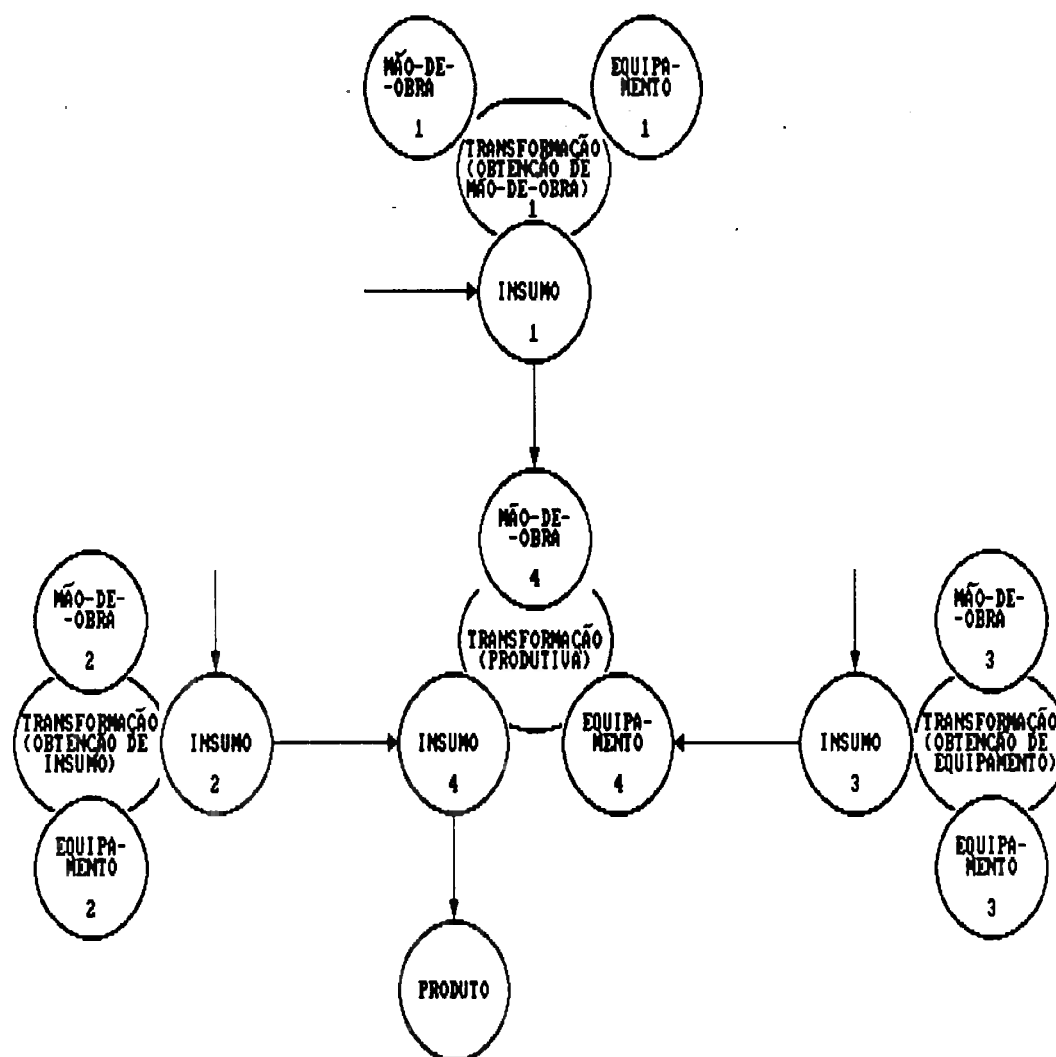 MÃO-DE-
-OBRA
1
EQUIPA-
MENTO
1
TRANSFORMAÇÃO
(OBTENÇÃO DE
MÃO-DE-OBRA)
1
INSUMO
1
MÃO-DE-
-OBRA
4
TRANSFORMAÇÃO
(PRODUTIVA)
INSUMO
4
EQUIPA-
MENTO
4
MÃO-DE-
-OBRA
2
TRANSFORMAÇÃO
(OBTENÇÃO DE
INSUMO)
INSUMO
2
EQUIPA-
MENTO
2
MÃO-DE-
-OBRA
3
INSUMO
3
TRANSFORMAÇÃO
(OBTENÇÃO DE
EQUIPAMENTO)
EQUIPA-
MENTO
3
PRODUTO